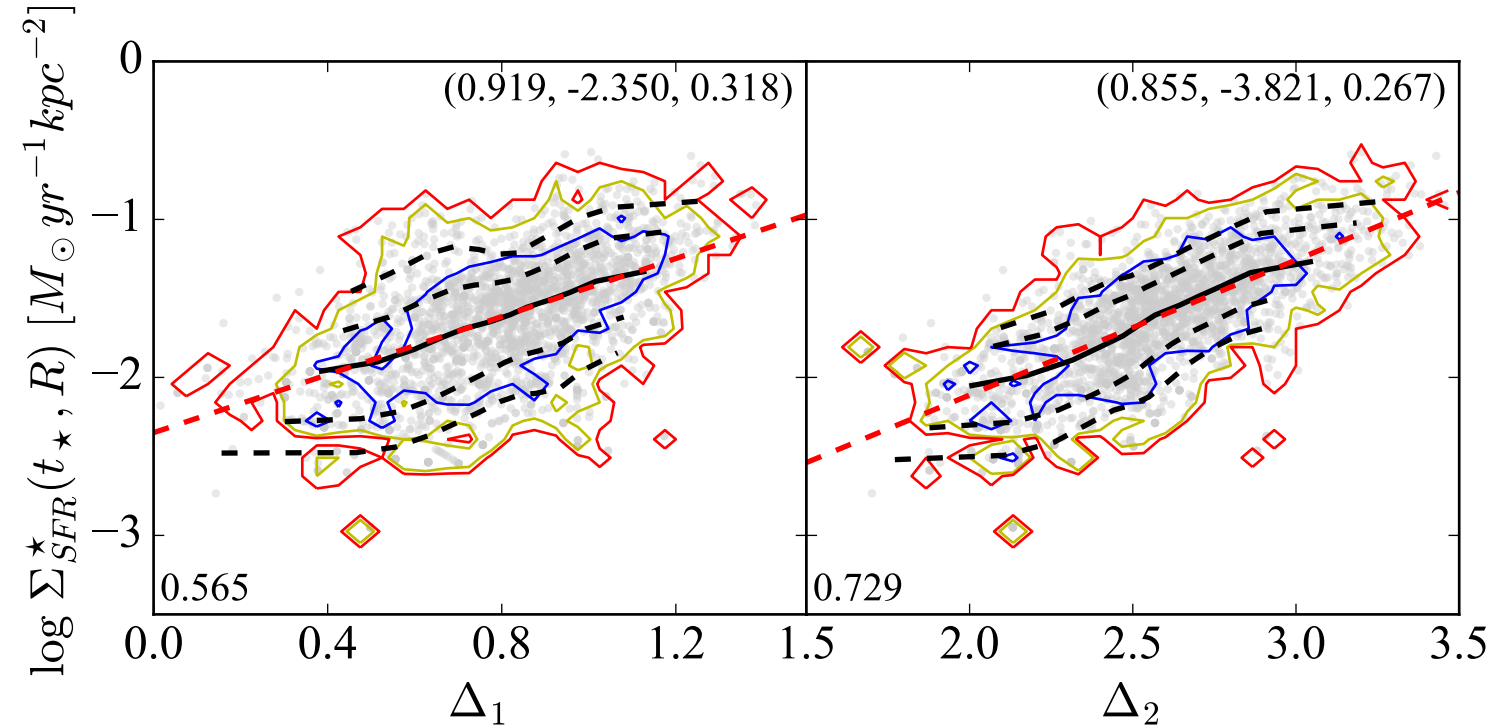 log Σ★SFR(t★, R) [M⊙ yr−1 kpc−2]
0
−1
−2
−3
(0.919, -2.350, 0.318)
(0.855, -3.821, 0.267)
0.565
0.729
0.0 0.4 0.8 1.2 1.5 2.0 2.5 3.0 3.5
Δ1
Δ2